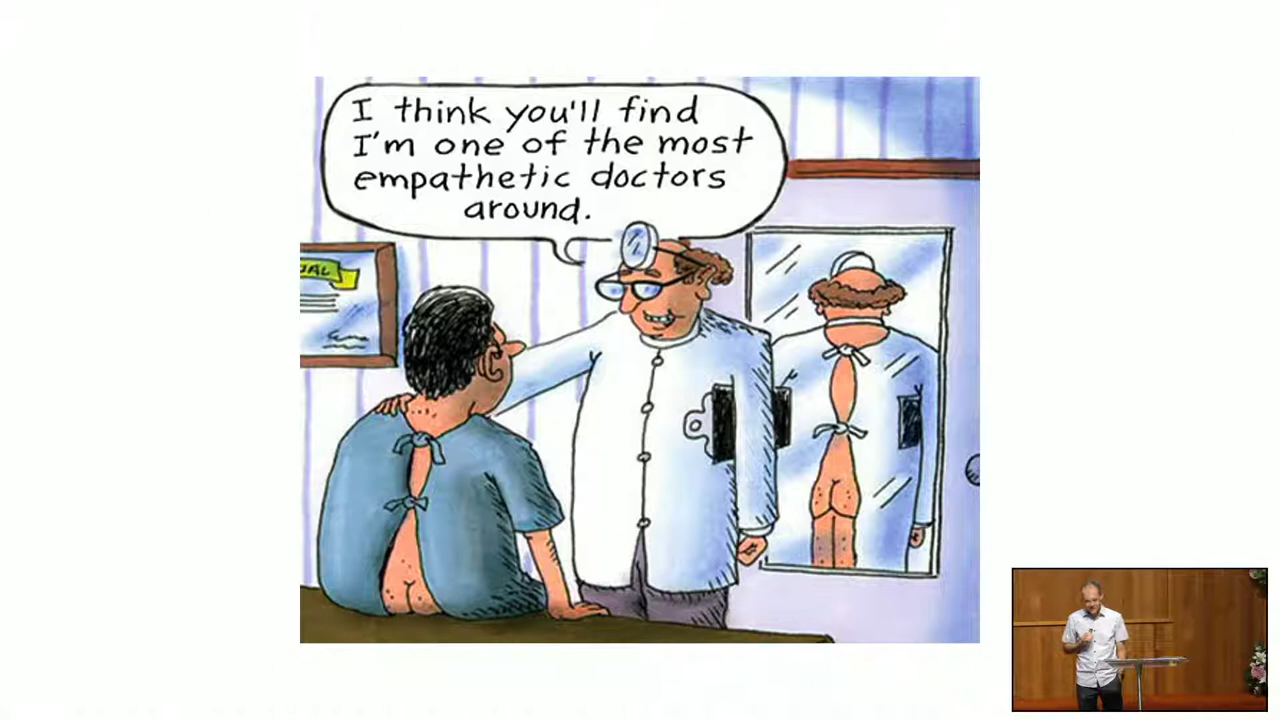 I think you'll find
I'm one of the most
empathetic doctors
around.